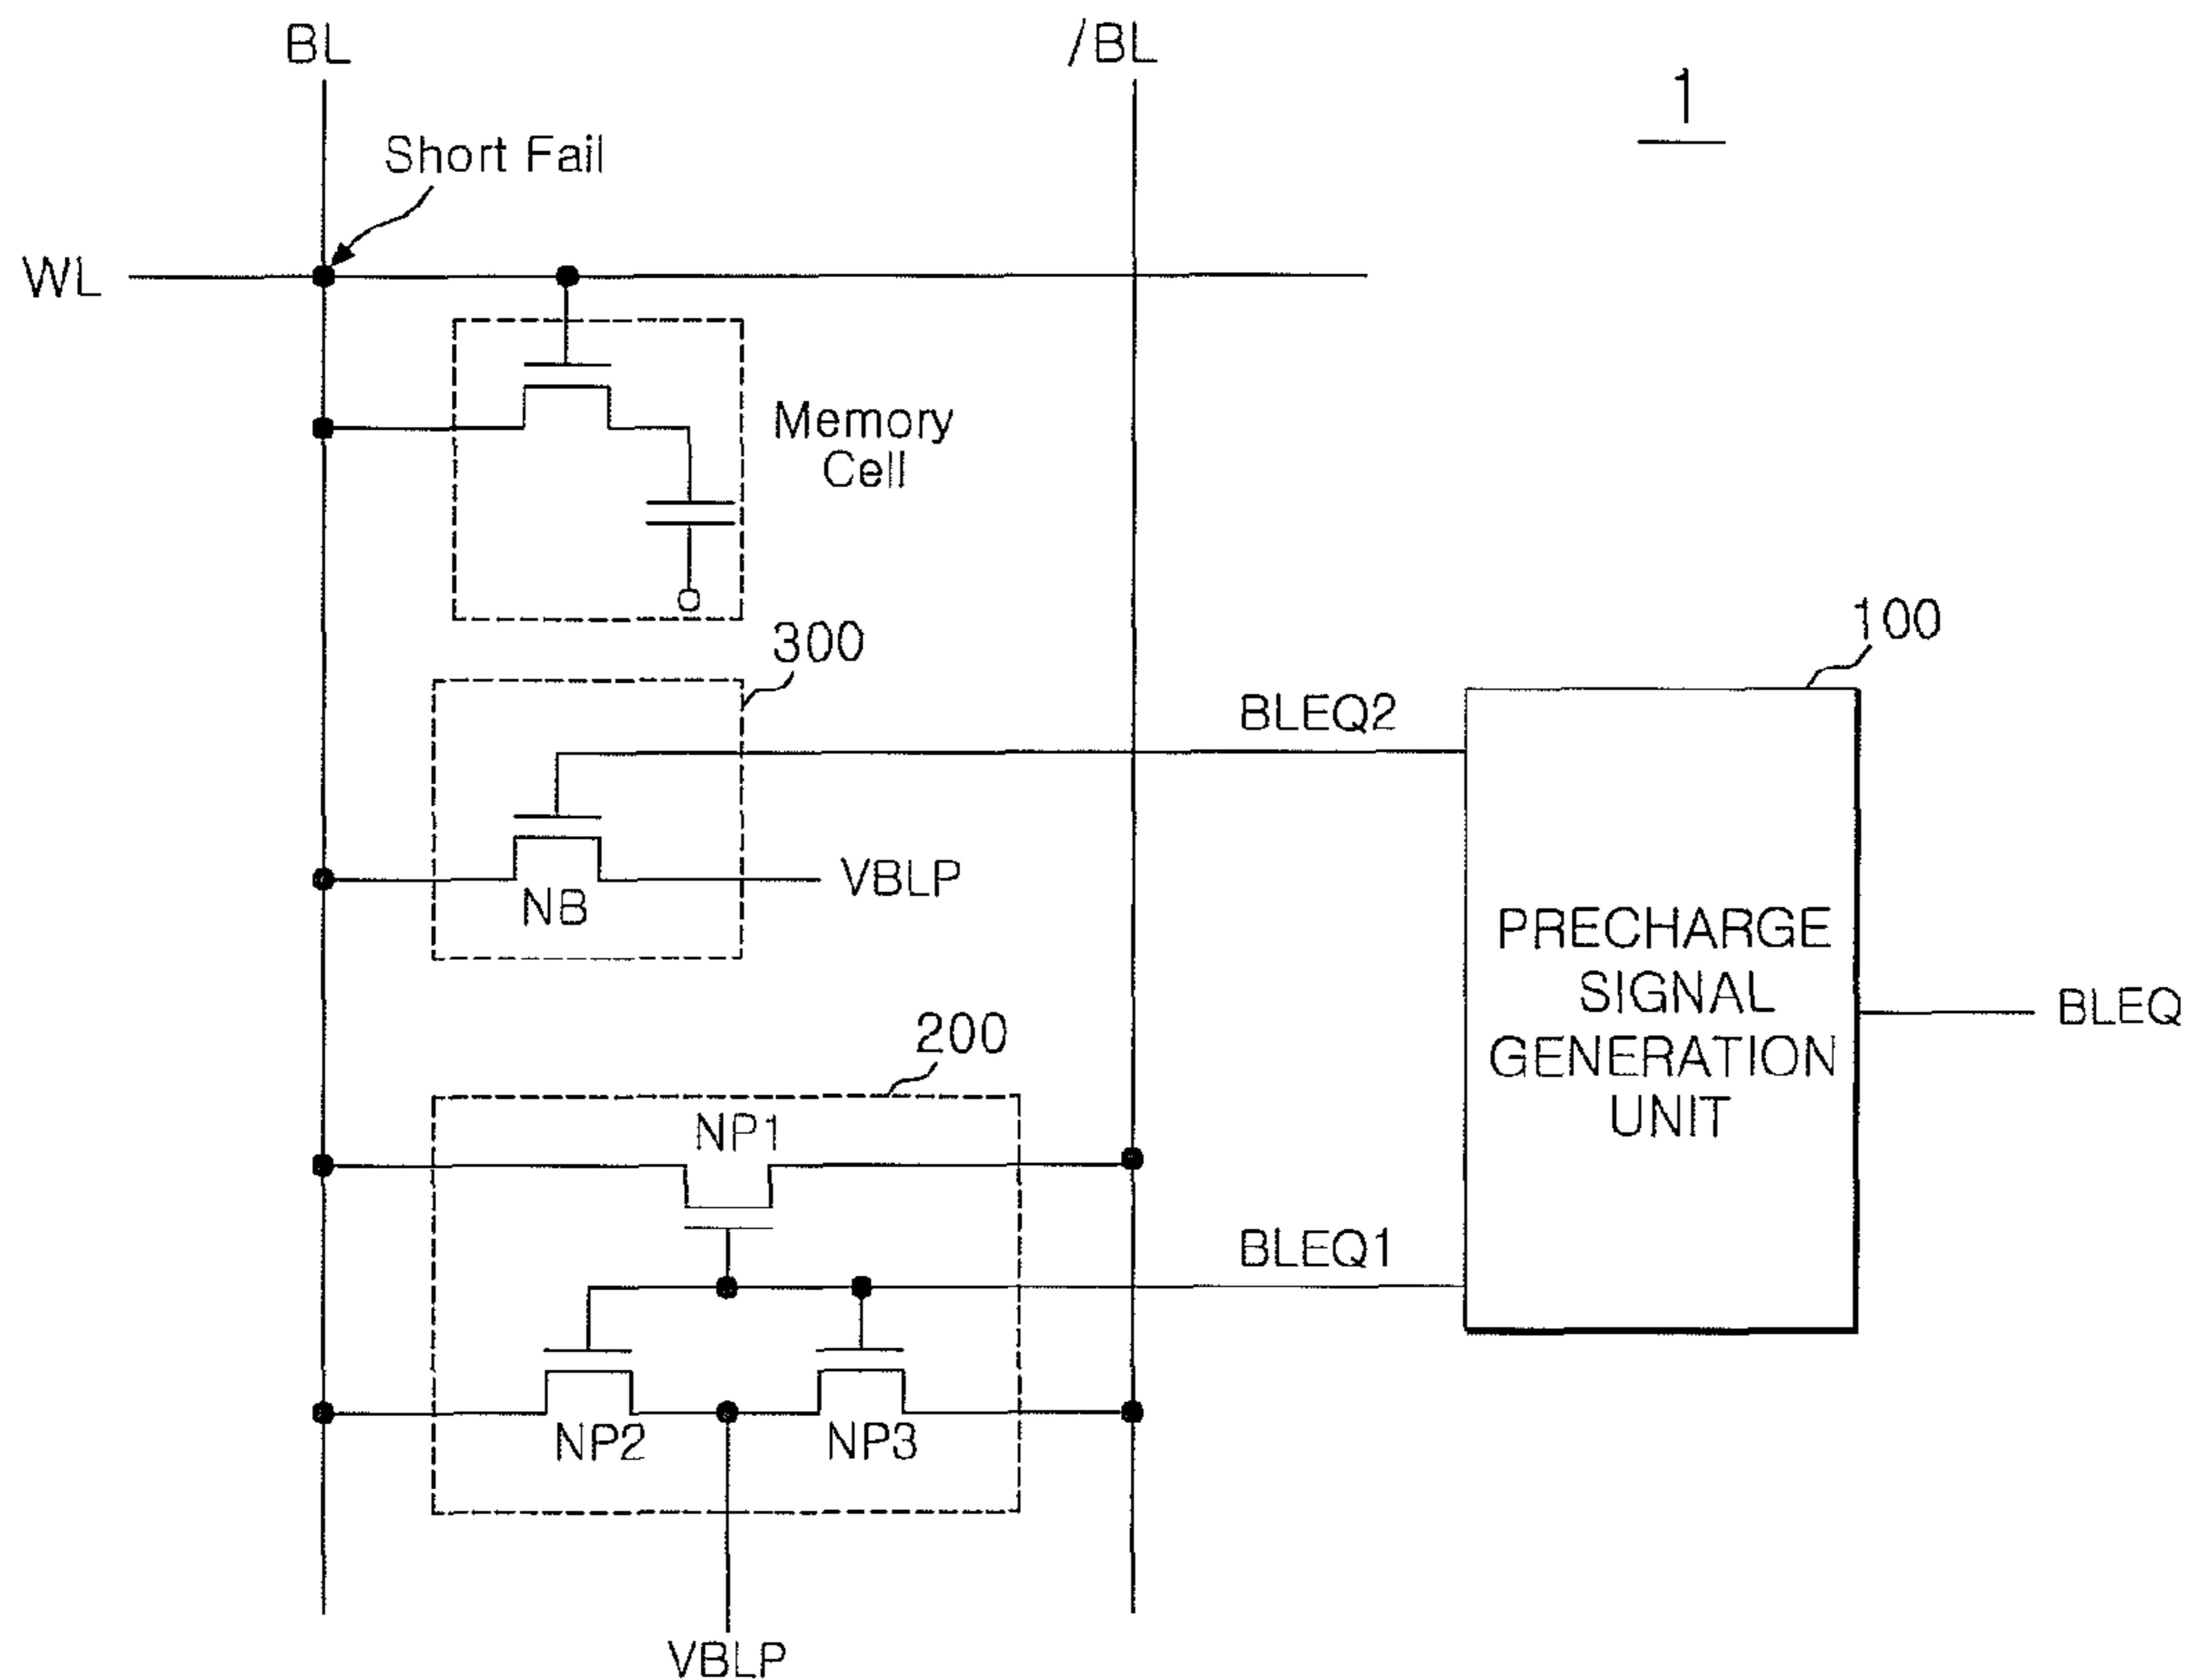 BL
/BL
1
Short Fail
WL
Memory
Cell
300
100
BLEQ2
VBLP
NB
PRECHARGE
SIGNAL
GENERATION
UNIT
BLEQ
200
NP1
BLEQ1
NP2
NP3
VBLP